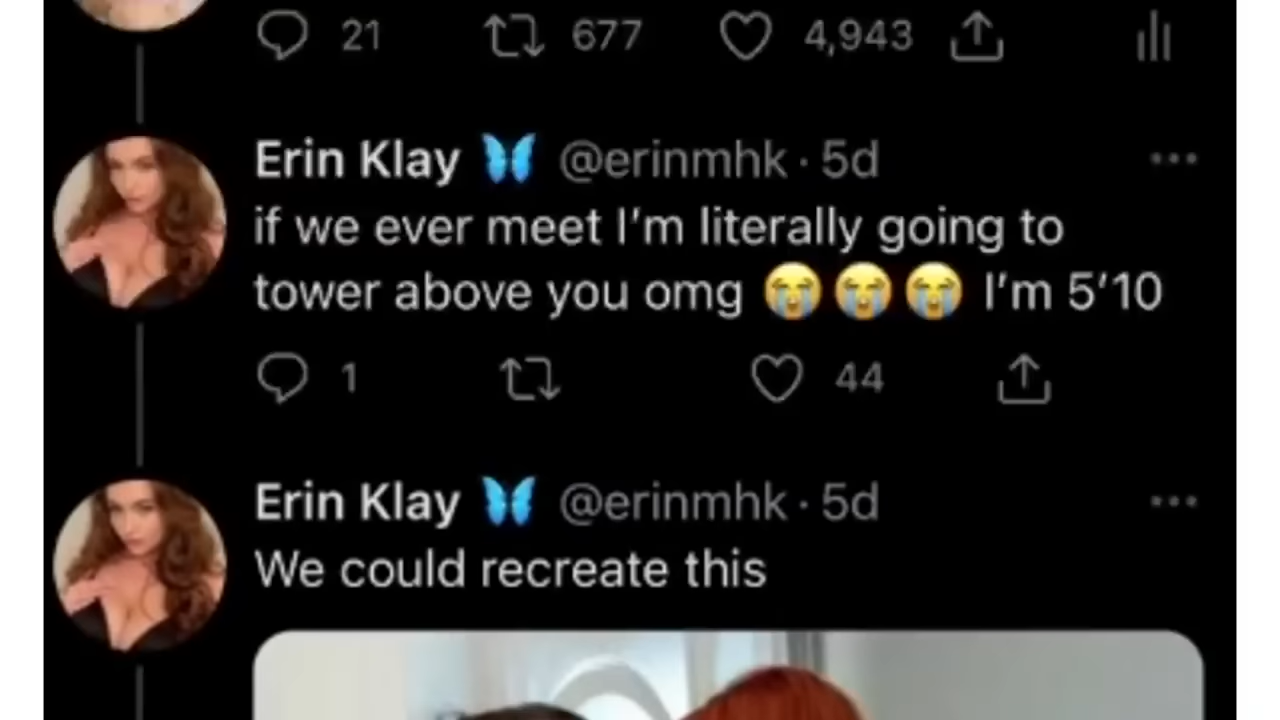 21 677 4,943
Erin Klay 🦋 @erinmhk · 5d
if we ever meet I’m literally going to
tower above you omg 😭😭😭 I’m 5’10
1 44
Erin Klay 🦋 @erinmhk · 5d
We could recreate this